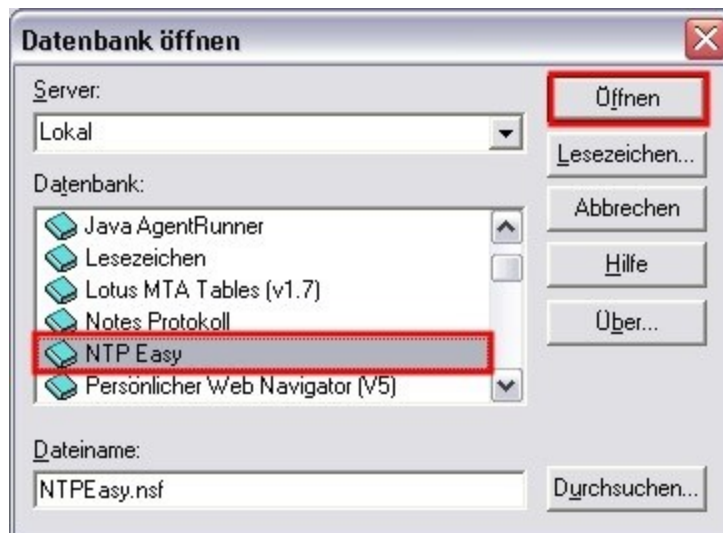 Datenbank öffnen
Server:
Lokal
Datenbank:
Java AgentRunner
Lesezeichen
Lotus MTA Tables (v1.7)
Notes Protokoll
NTP Easy
Persönlicher Web Navigator (V5)
Dateiname:
NTPEasy.nsf
Öffnen
Lesezeichen...
Abbrechen
Hilfe
Über...
Durchsuchen...